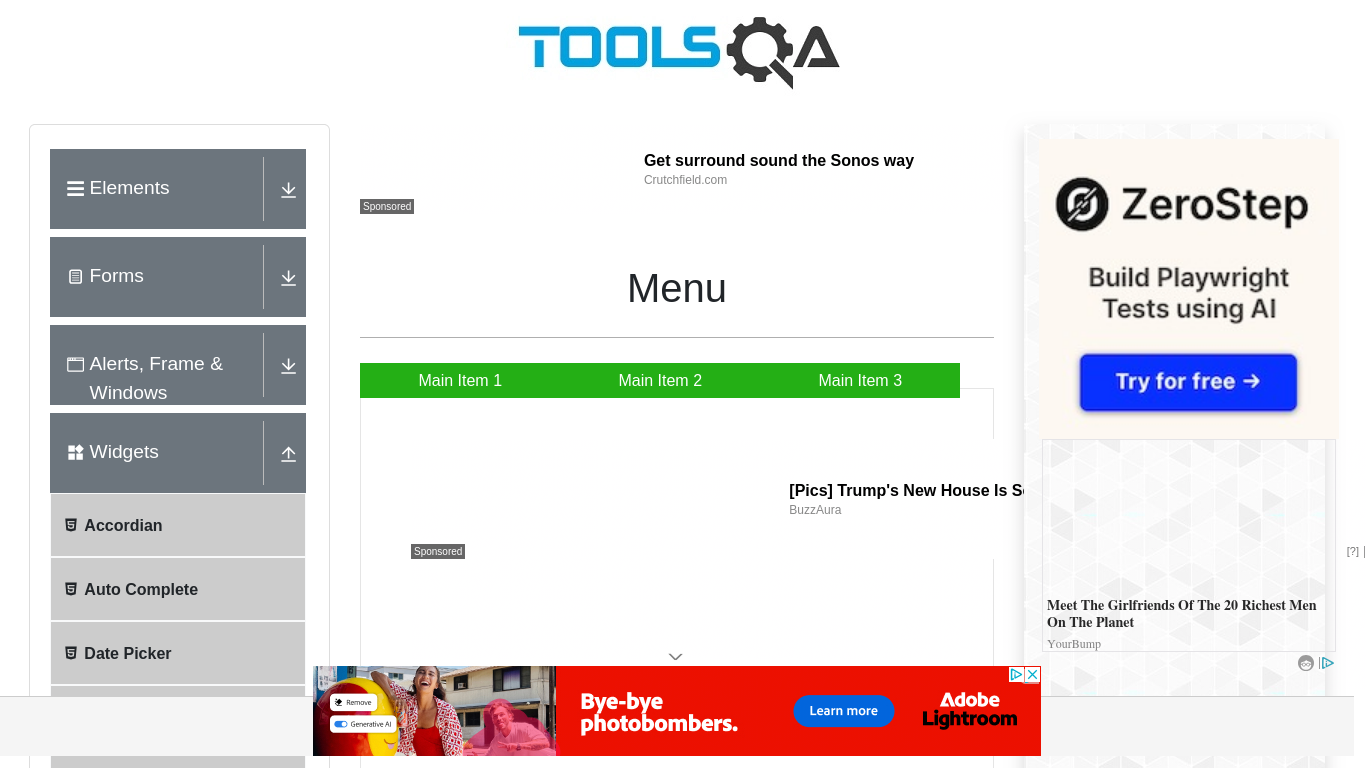 TOOLSQA
Elements
Forms
Alerts, Frame &
Windows
Widgets
Accordian
Auto Complete
Date Picker
Get surround sound the Sonos way
Crutchfield.com
Sponsored
Menu
Main Item 1
Main Item 2
Main Item 3
[Pics] Trump's New House Is S
BuzzAura
Sponsored
ZeroStep
Build Playwright
Tests using AI
Try for free →
[?]
Meet The Girlfriends Of The 20 Richest Men
On The Planet
YourBump
Remove
Generative AI
Bye-bye
photobombers.
Learn more
Adobe
Lightroom